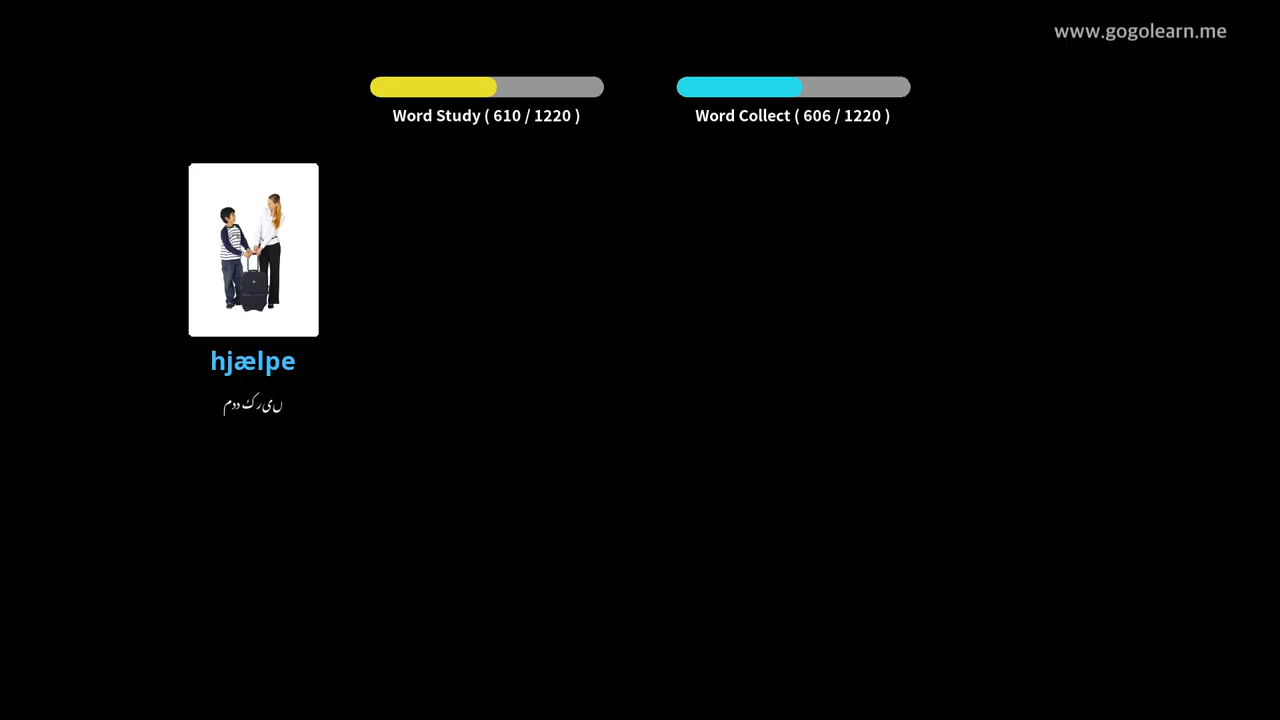 www.gogolearn.me
Word Study ( 610 / 1220 )
Word Collect ( 606 / 1220 )
hjælpe
مدد کریں